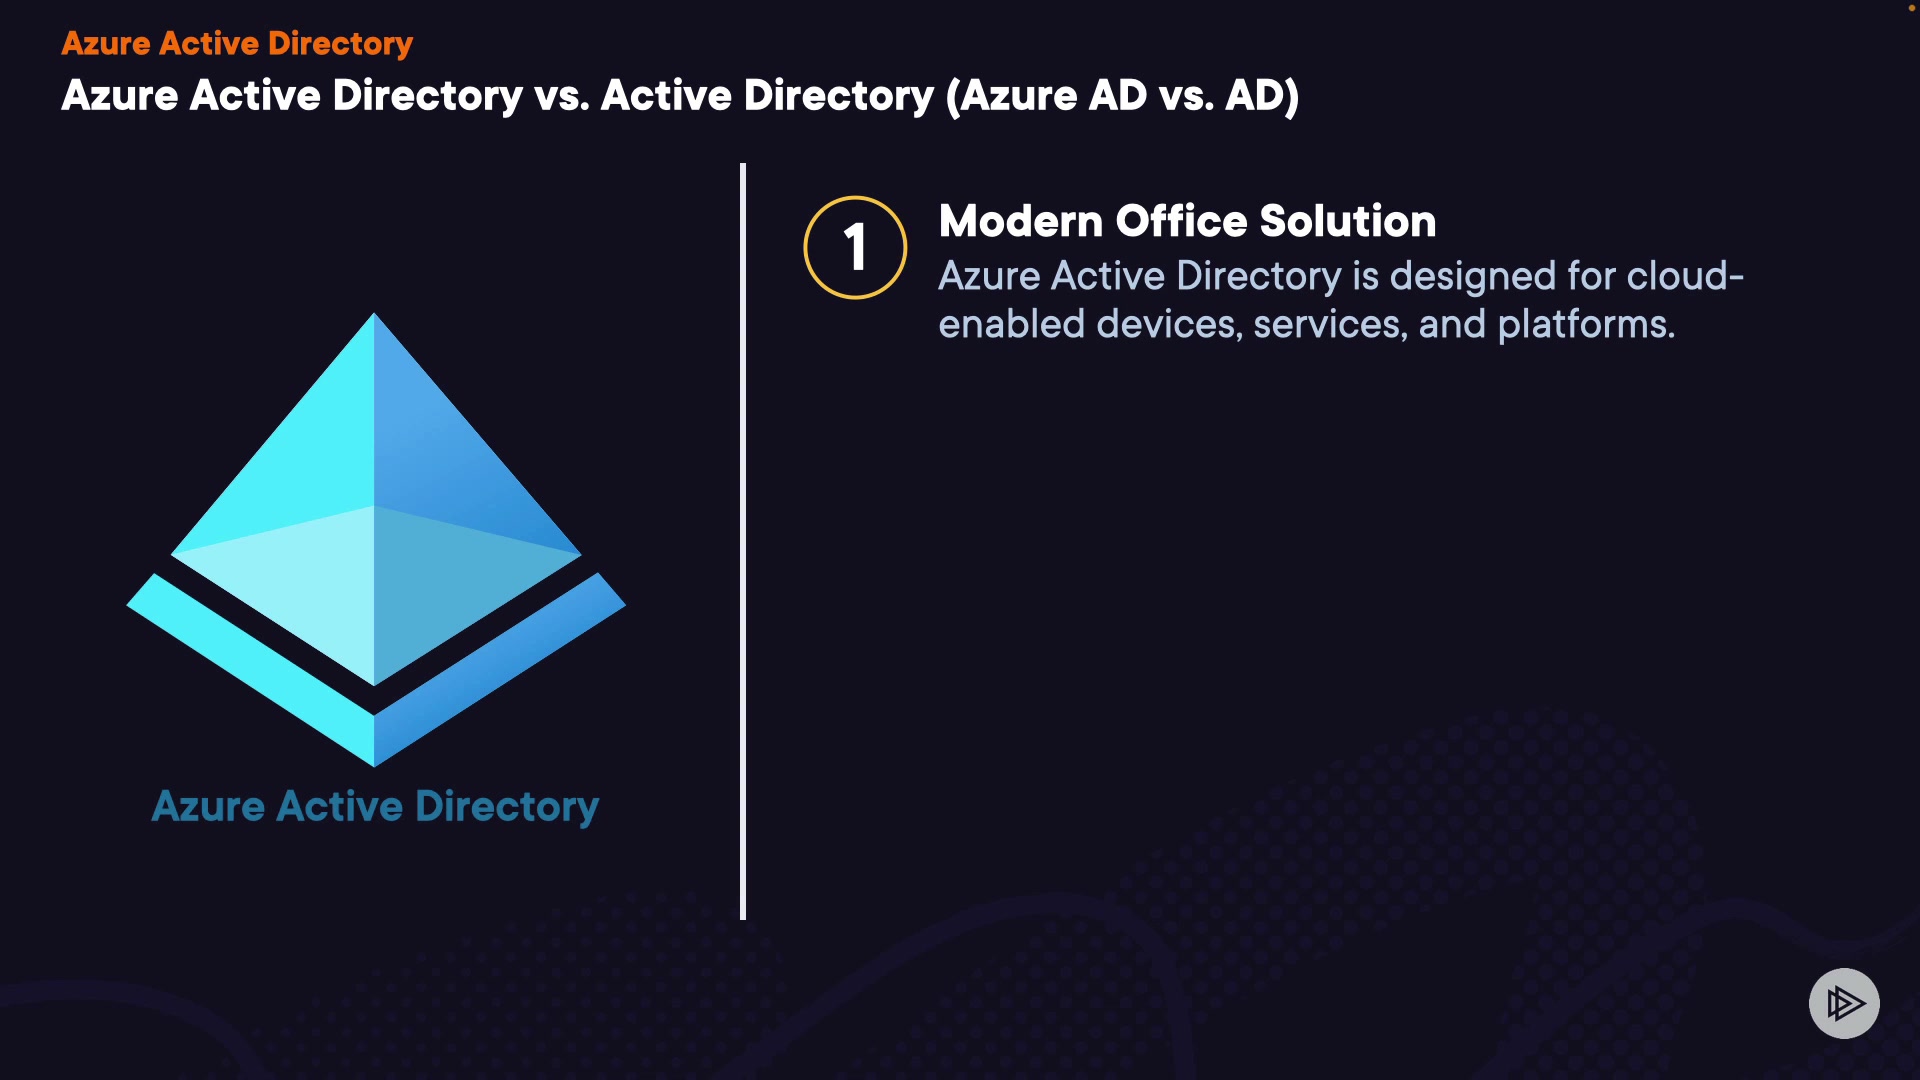 Azure Active Directory
Azure Active Directory vs. Active Directory (Azure AD vs. AD)
1
Modern Office Solution
Azure Active Directory is designed for cloud-
enabled devices, services, and platforms.
Azure Active Directory